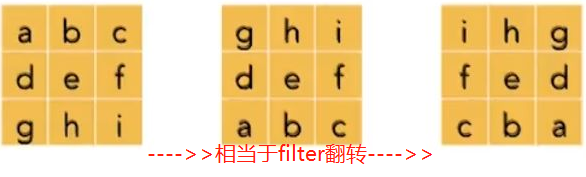 a b c g h i i h g
d e f d e f f e d
g h i a b c c b a
---->>相当于filter翻转---->>